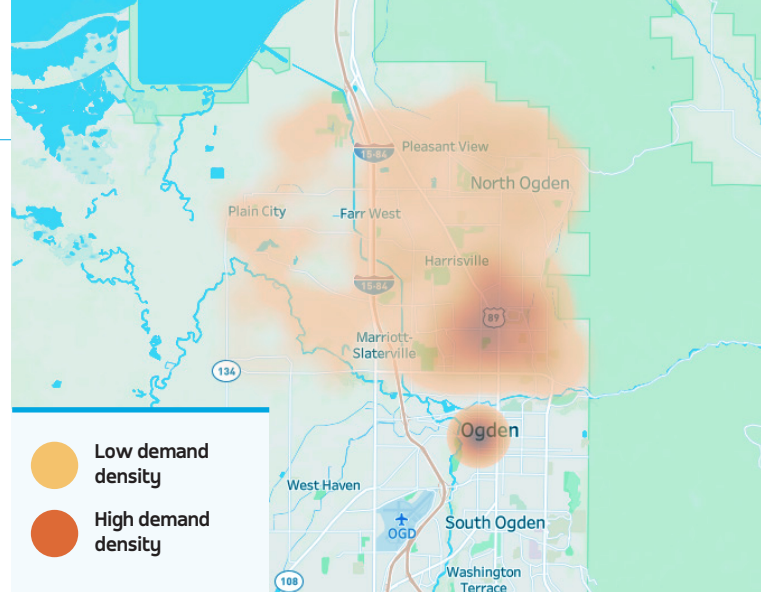 15-84
Pleasant View
North Ogden
Plain City
Farr West
Harrisville
15-84
89
Marriott-
Slaterville
134
Ogden
Low demand
density
West Haven
High demand
density
South Ogden
OGD
108
Washington
Terrace